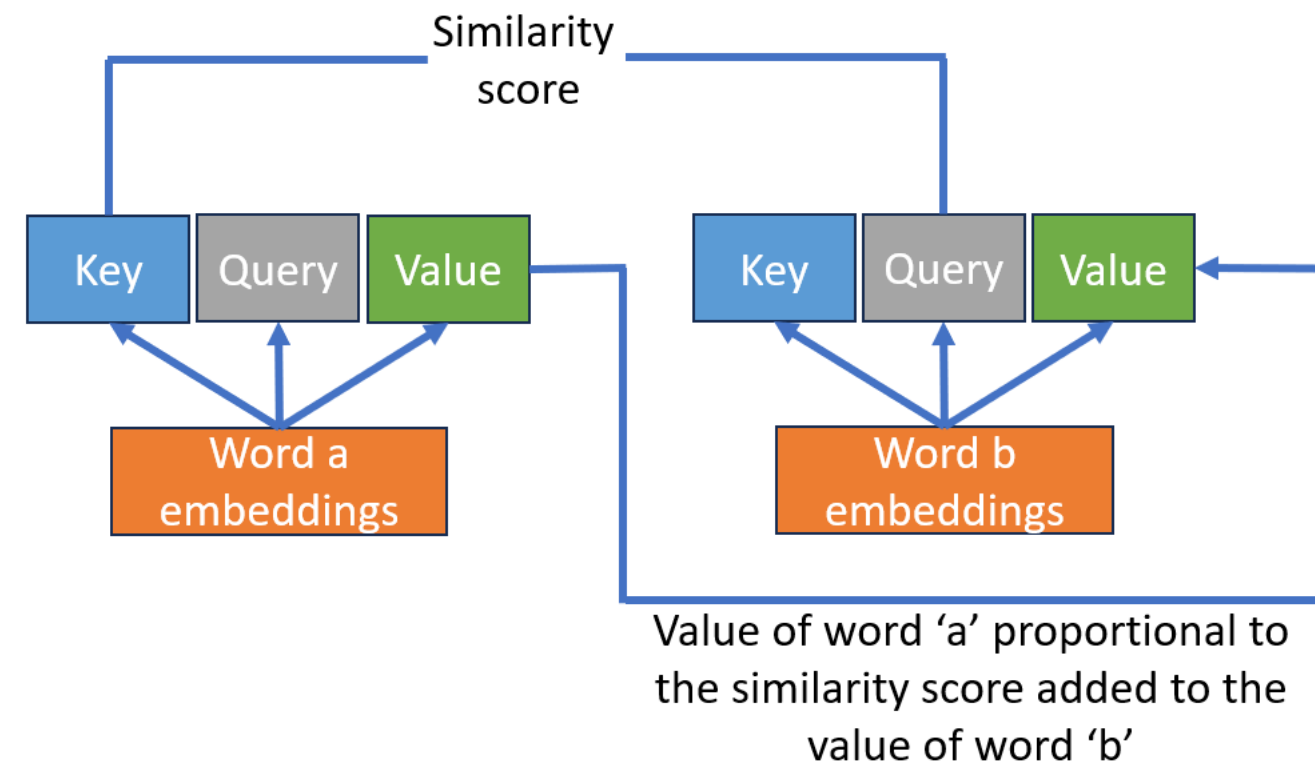 Similarity
score
Key
Query
Value
Key
Query
Value
Word a
embeddings
Word b
embeddings
Value of word ‘a’ proportional to
the similarity score added to the
value of word ‘b’